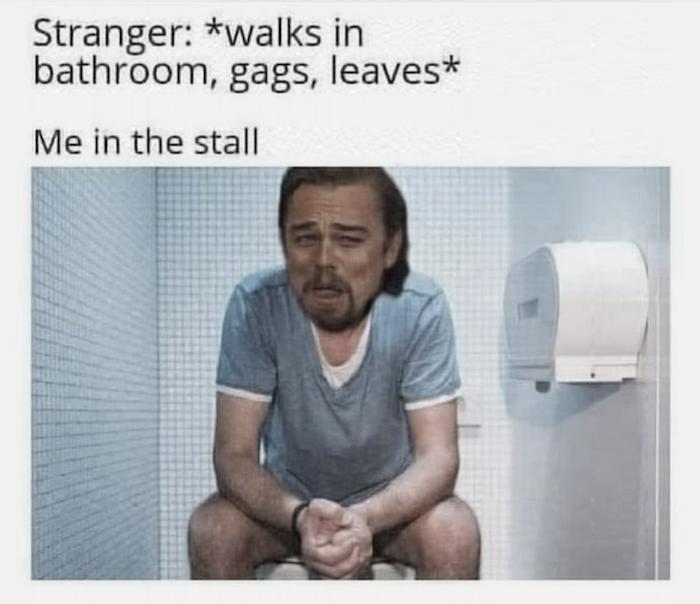 Stranger: *walks in
bathroom, gags, leaves*
Me in the stall